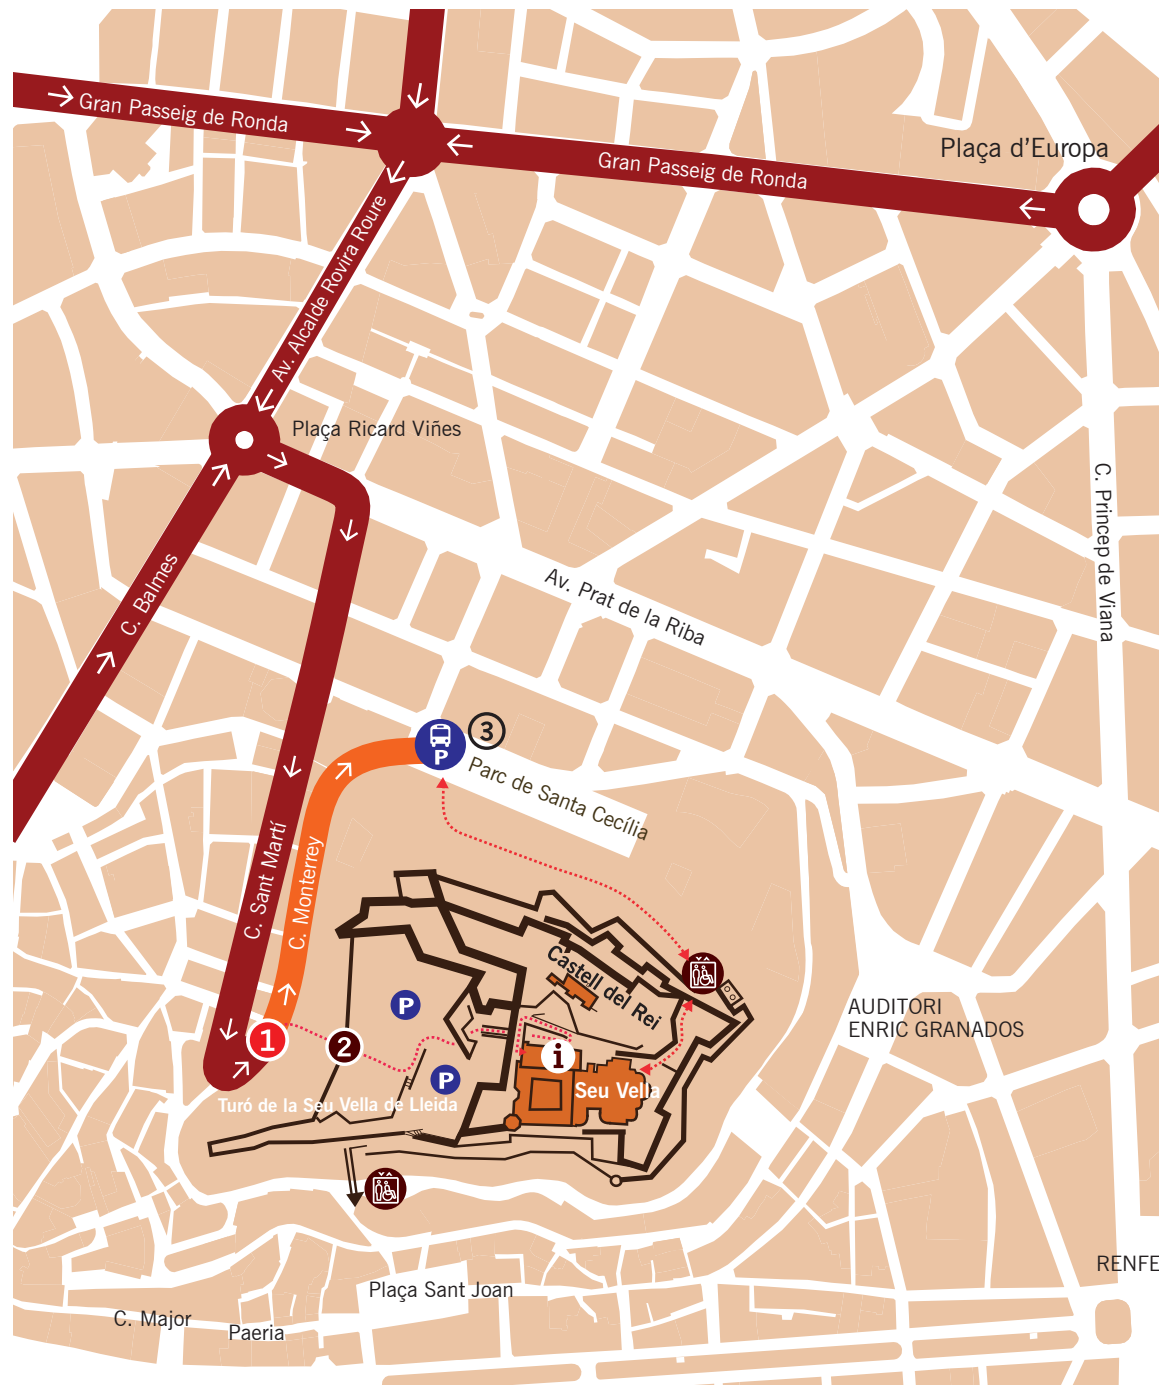 Gran Passeig de Ronda
Plaça d'Europa
Gran Passeig de Ronda
Av. Alcalde Rovira Roure
Plaça Ricard Viñes
C. Princep de Viana
C. Balmes
Av. Prat de la Riba
3
P
Parc de Santa Cecília
C. Sant Martí
C. Monterrey
Castell del Rei
P
AUDITORI
ENRIC GRANADOS
1
2
i
P
Seu Vella
Turó de la Seu Vella de Lleida
RENFE
Plaça Sant Joan
C. Major
Paeria